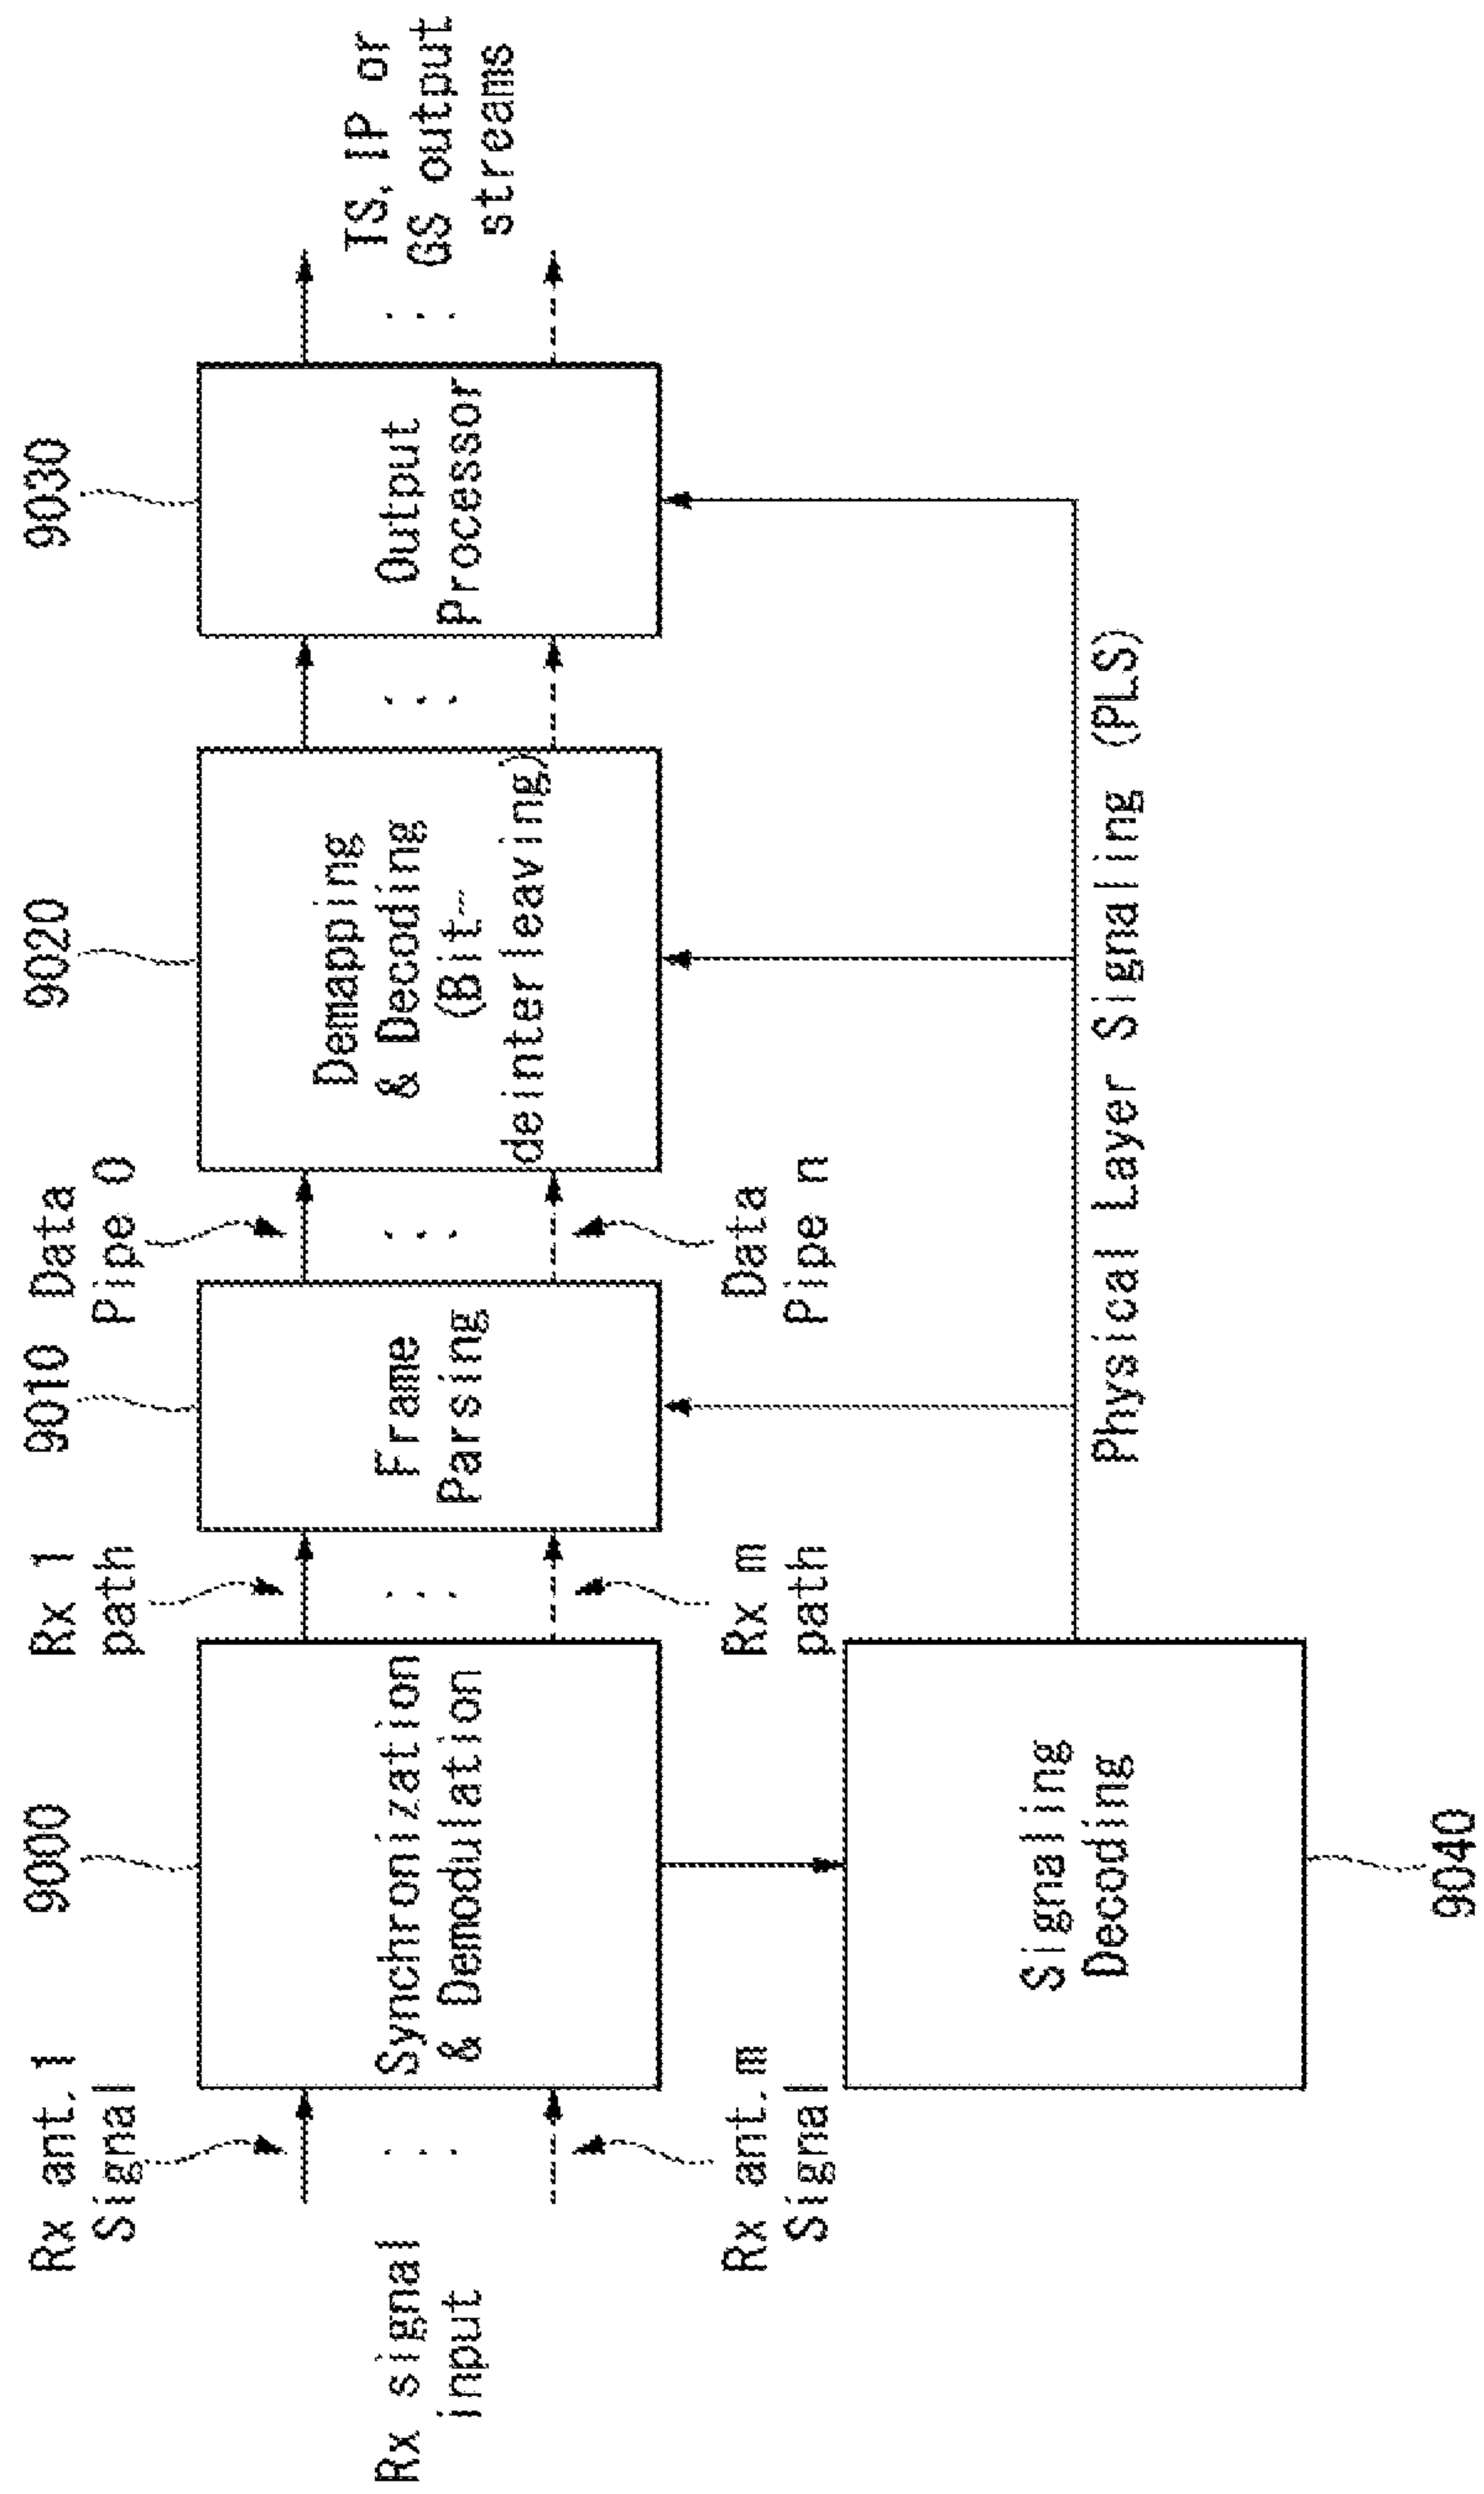 Rx signal
input
Rx ant.1
Signal
Rx ant.m
Signal
9000
Synchronization
& Demodulation
Rx 1
path
Rx m
path
9010
Frame
Parsing
Data
Pipe 0
Data
Pipe n
9020
Demapping
& Decoding
(Bit-
deinterleaving)
9030
Output
Processor
TS, IP or
GS output
streams
Signaling
Decoding
9040
Physical Layer Signaling (PLS)